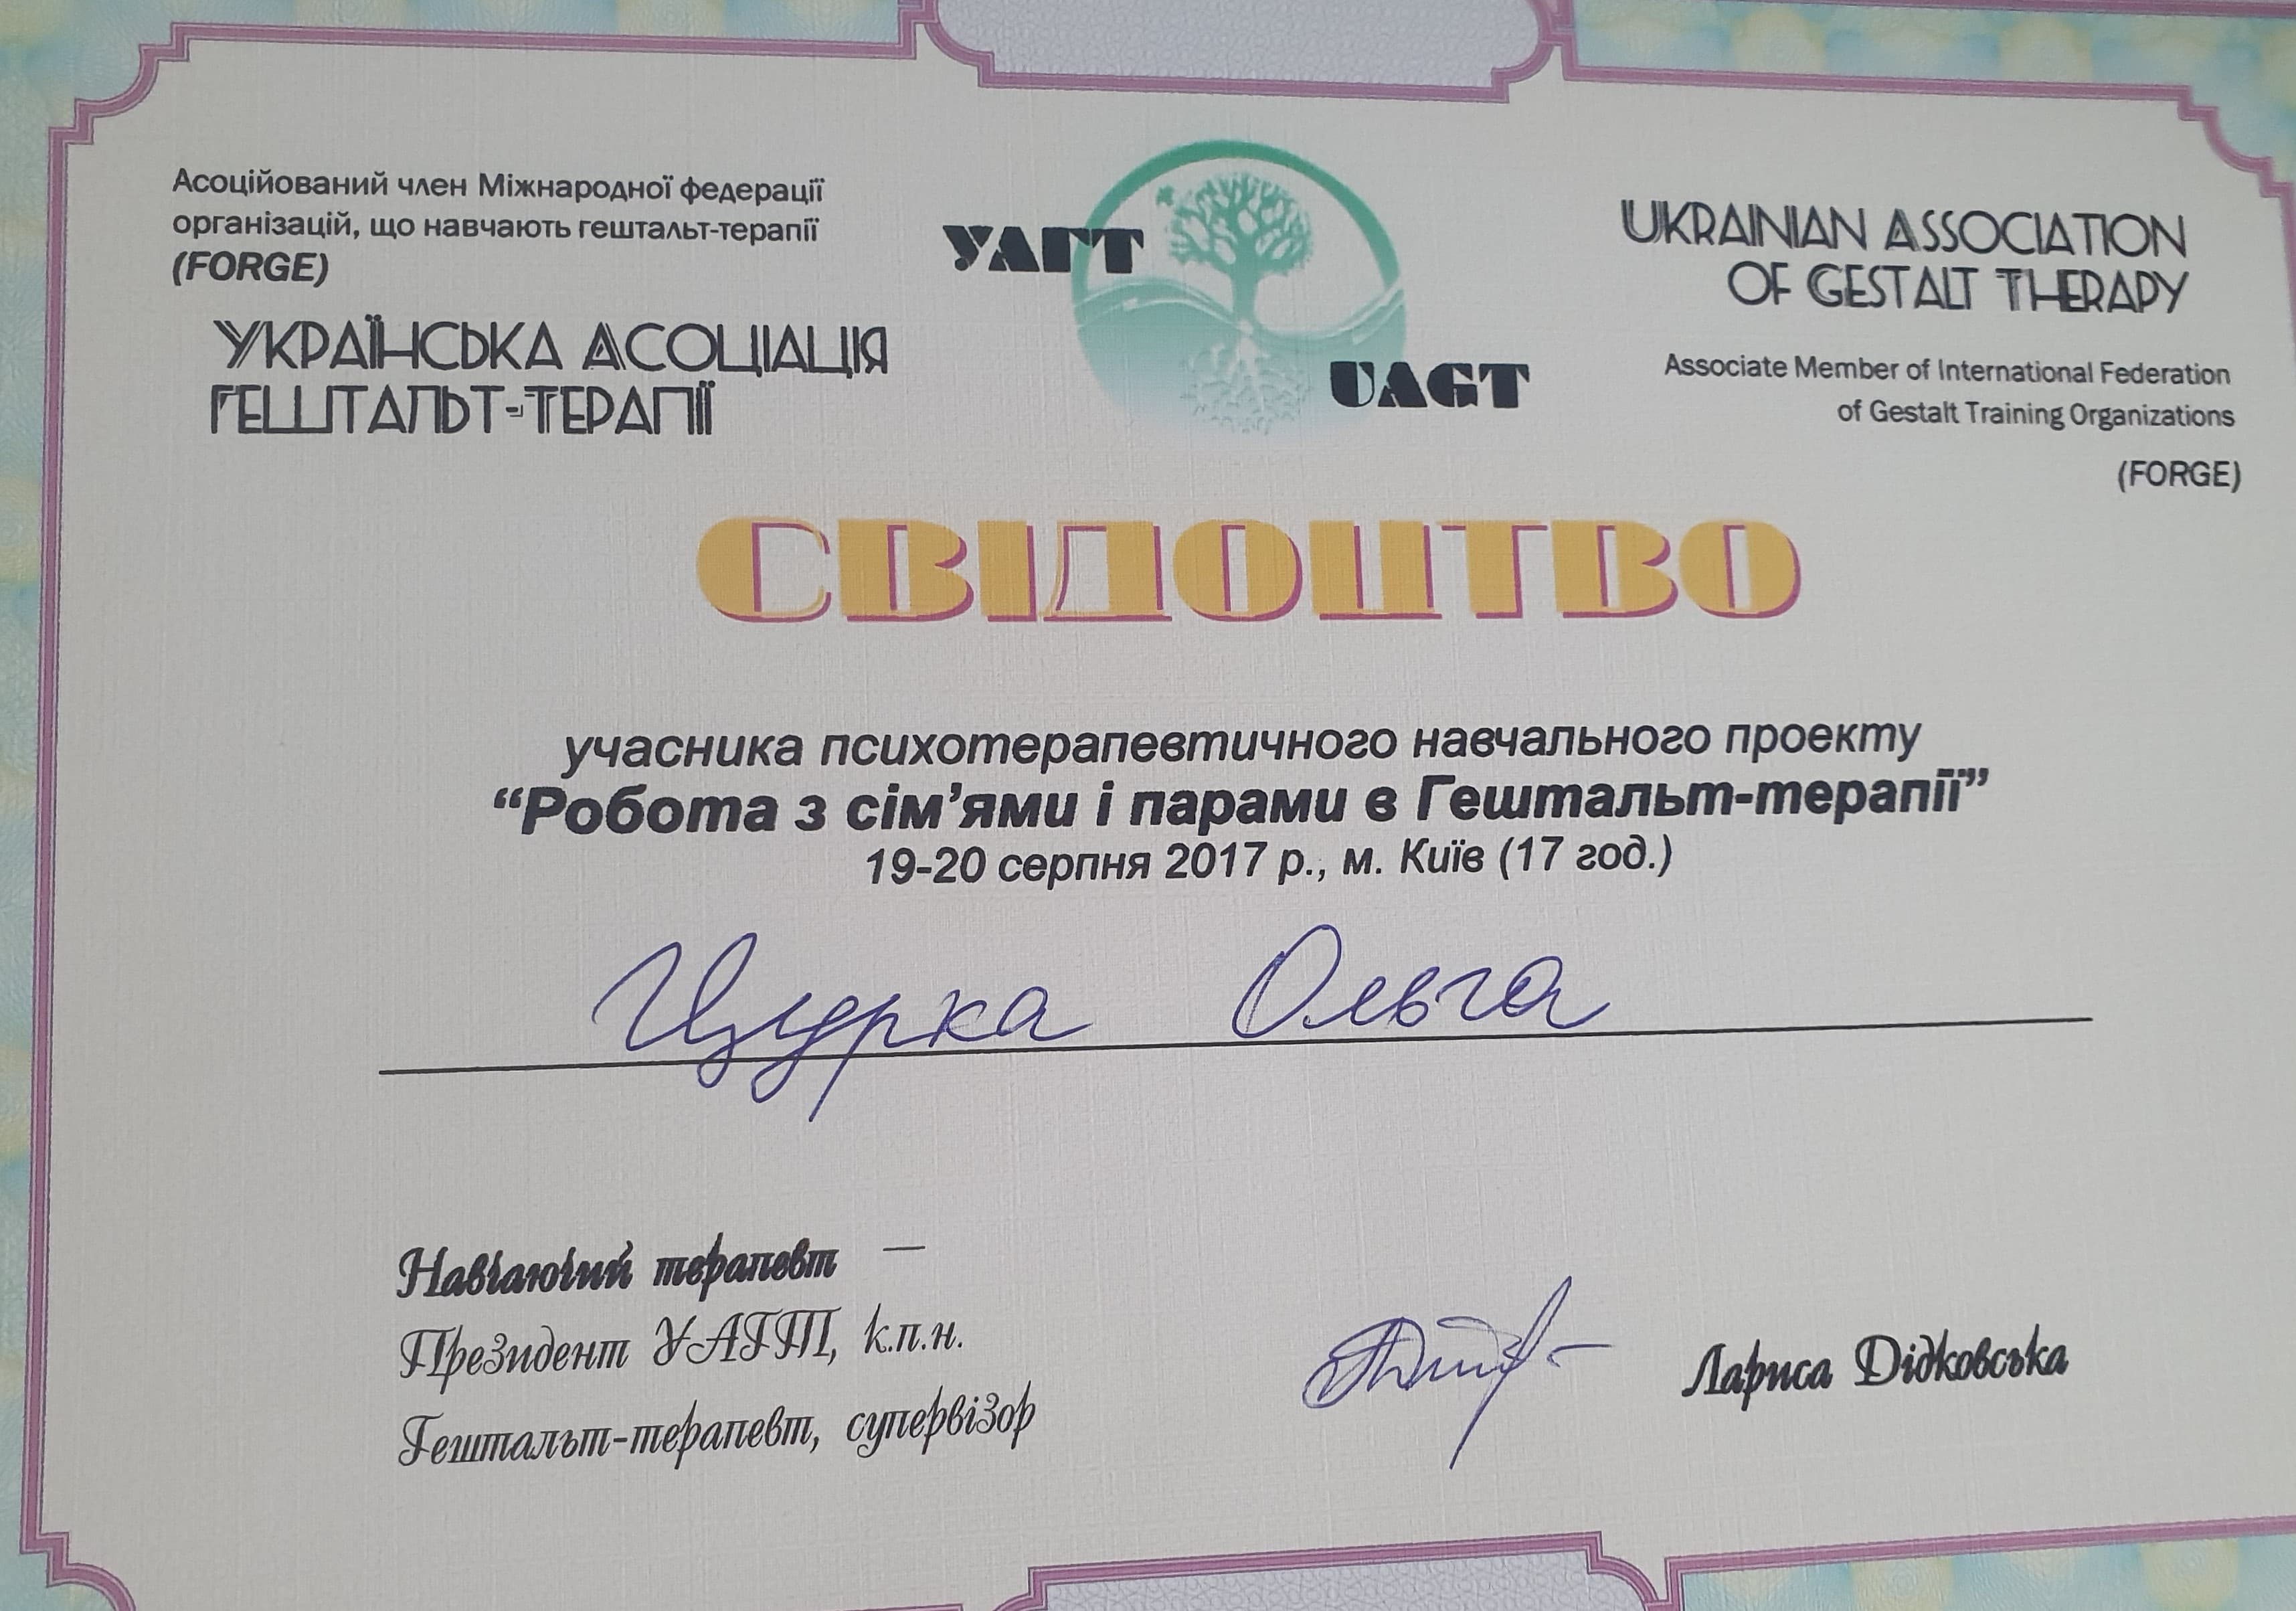 Асоційований член Міжнародної федерації
організацій, що навчають гештальт-терапії
(FORGE)
УКРАЇНСЬКА АСОЦІАЦІЯ
ГЕШТАЛЬТ-ТЕРАПІЇ
УАГТ
UAGT
UKRAINIAN ASSOCIATION
OF GESTALT THERAPY
Associate Member of International Federation
of Gestalt Training Organizations
(FORGE)
СВІДОЦТВО
учасника психотерапевтичного навчального проекту
“Робота з сім’ями і парами в Гештальт-терапії”
19-20 серпня 2017 р., м. Київ (17 год.)
Цурка Ольга
Навчаючий терапевт —
Президент УАГТ, к.п.н.
Гештальт-терапевт, супервізор
Лариса Дідковська